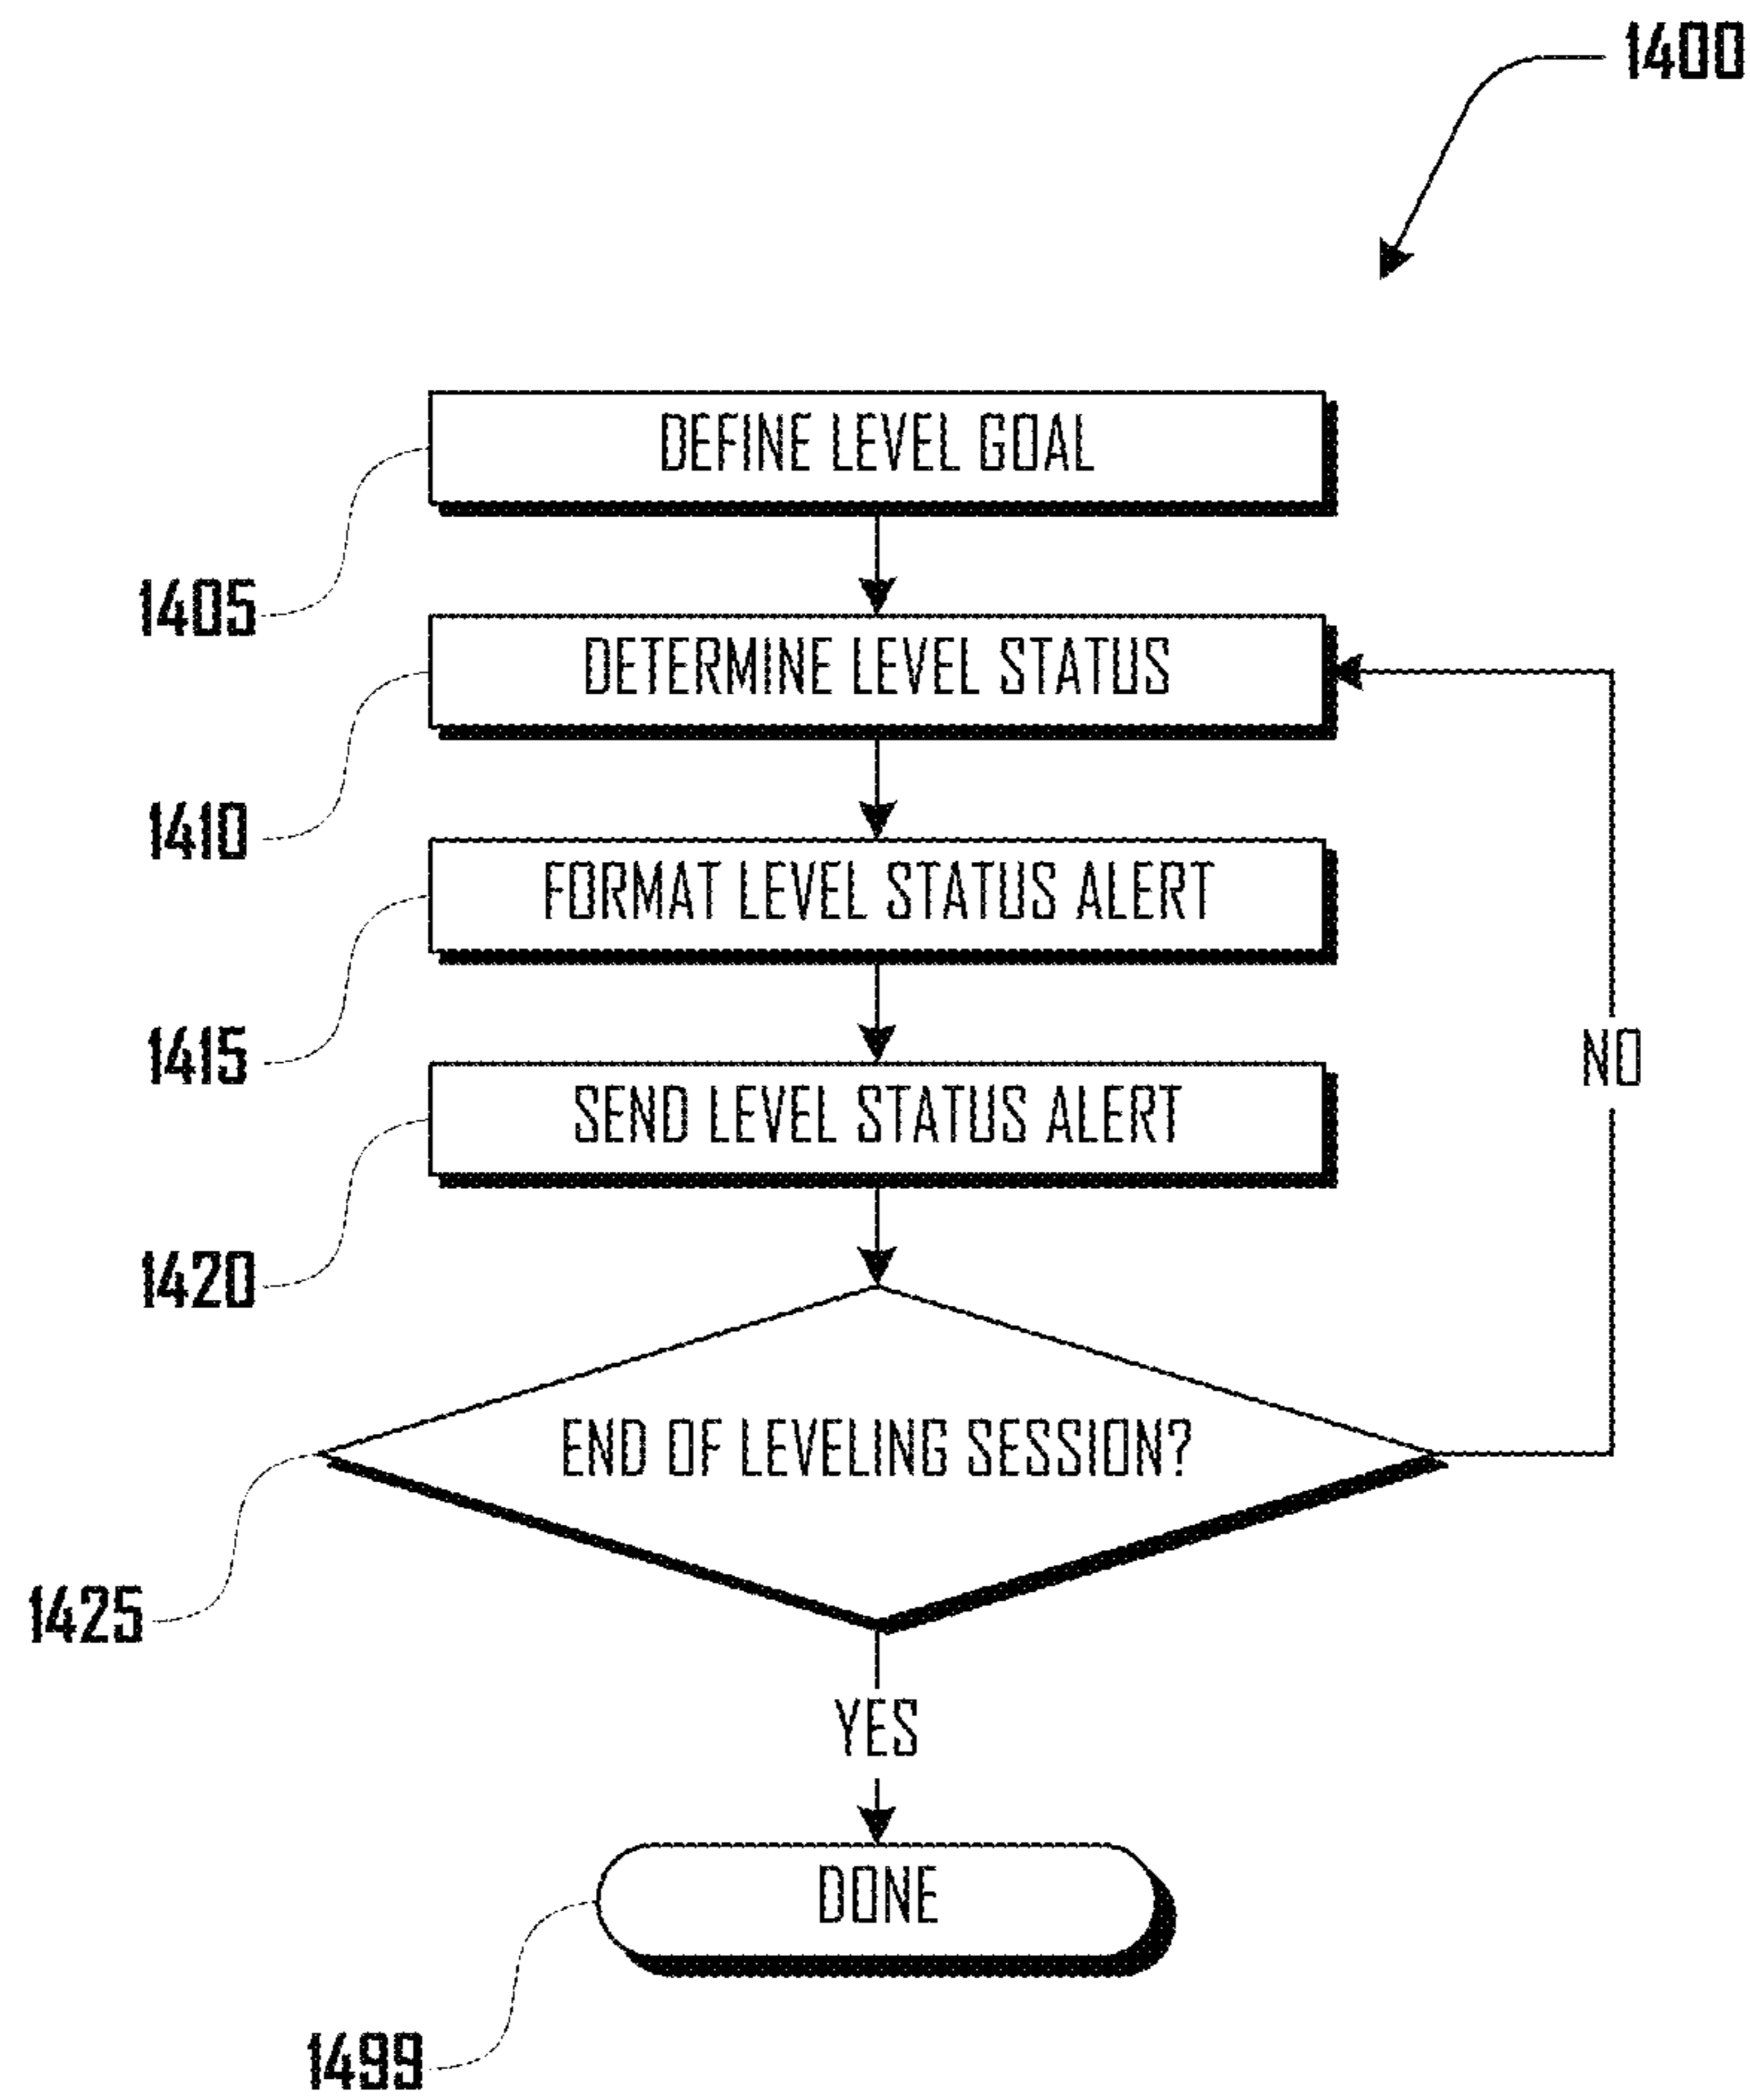 1400
DEFINE LEVEL GOAL
1405
DETERMINE LEVEL STATUS
1410
FORMAT LEVEL STATUS ALERT
1415
NO
SEND LEVEL STATUS ALERT
1420
END OF LEVELING SESSION?
1425
YES
DONE
1499